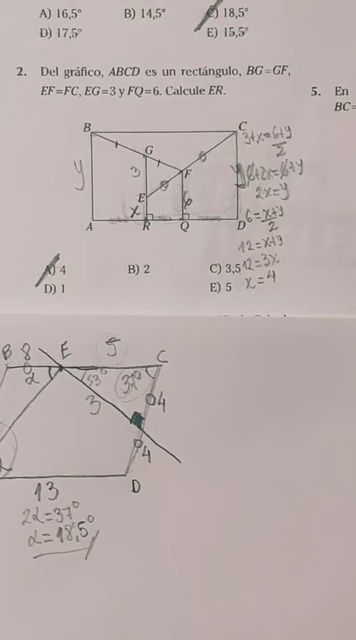 A) 16,5° B) 14,5° C) 18,5°
D) 17,5° E) 15,5°
2. Del gráfico, ABCD es un rectángulo, BG=GF,
EF=FC, EG=3 y FQ=6. Calcule ER.
5. En
BC=
B C
G
3
F
E
6
y
x
A R Q D
3+x=6+y
2
2x=y
6=x+y
2
12=x+y
12=3x
x=4
A) 4 B) 2 C) 3,5
D) 1 E) 5
B 8 E 5 C
α 53° 37°
3
4
4
D
13
2α=37°
α=18,5°